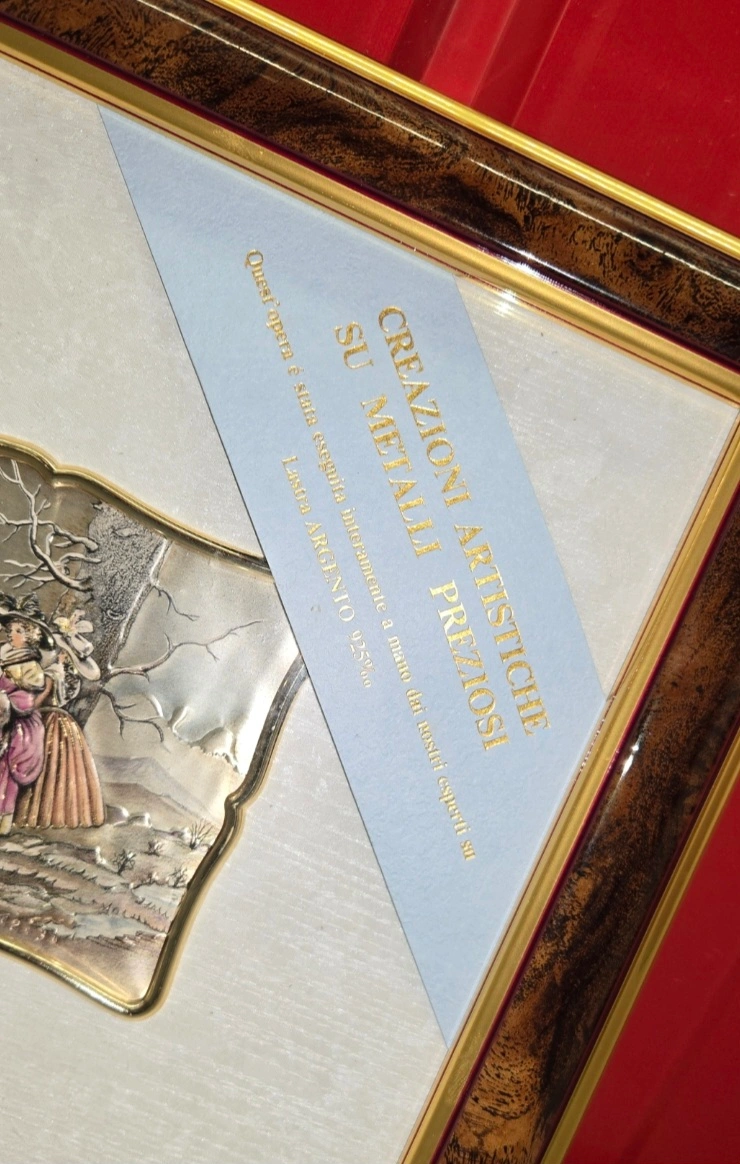 CREAZIONI ARTISTICHE
SU METALLI PREZIOSI
Quest'opera é stata eseguita interamente a mano dai nostri esperti su
Lastra ARGENTO 925‰